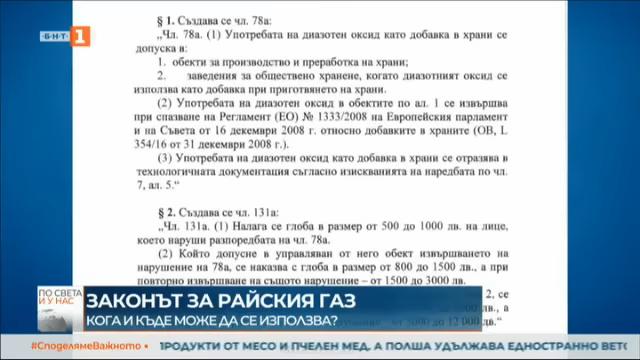 БНТ 1
§ 1. Създава се чл. 78а:
„Чл. 78а. (1) Употребата на диазотен оксид като добавка в храни се
допуска в:
1. обекти за производство и преработка на храни;
2. заведения за обществено хранене, когато диазотният оксид се
използва като добавка при приготвянето на храни.
(2) Употребата на диазотен оксид в обектите по ал. 1 се извършва
при спазване на Регламент (ЕО) № 1333/2008 на Европейския парламент
и на Съвета от 16 декември 2008 г. относно добавките в храните (ОВ, L
354/16 от 31 декември 2008 г.).
(3) Употребата на диазотен оксид като добавка в храни се отразява в
технологичната документация съгласно изискванията на наредбата по чл.
7, ал. 5.“
§ 2. Създава се чл. 131а:
„Чл. 131а. (1) Налага се глоба в размер от 500 до 1000 лв. на лице,
което наруши разпоредбата на чл. 78а.
(2) Който допусне в управляван от него обект извършването на
нарушение на 78а, се наказва с глоба в размер от 800 до 1500 лв., а при
повторно извършване на същото нарушение – от 1500 до 3000 лв.
2, се
лв., а
12 000 лв.“
ПО СВЕТА
И У НАС
ЗАКОНЪТ ЗА РАЙСКИЯ ГАЗ
КОГА И КЪДЕ МОЖЕ ДА СЕ ИЗПОЛЗВА?
#СподелямеВажното • ПРОДУКТИ ОТ МЕСО И ПЧЕЛЕН МЕД, А ПОЛША УДЪЛЖАВА ЕДНОСТРАННО ВЕТО